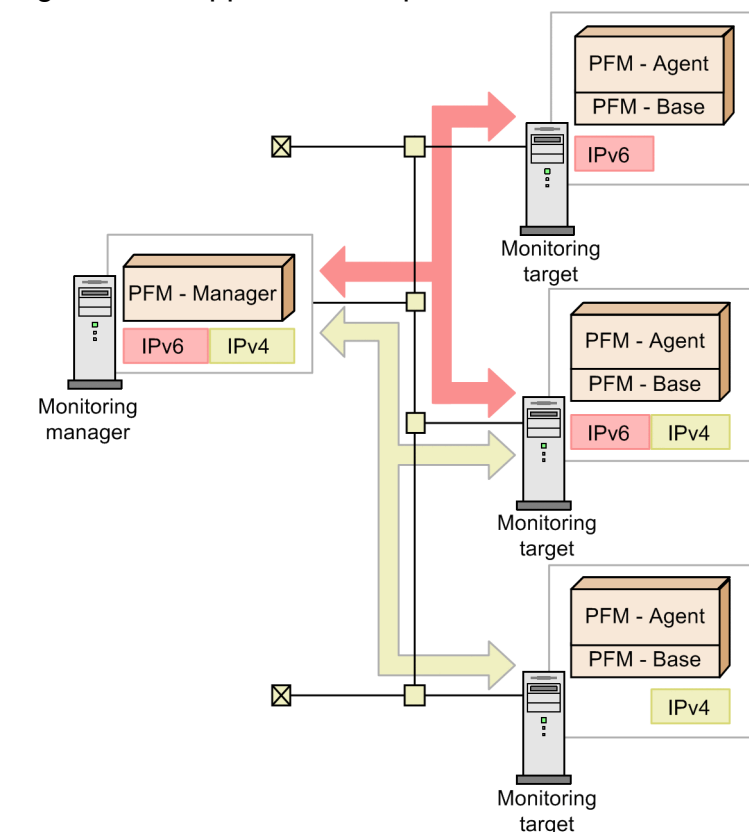 PFM - Agent
PFM - Base
IPv6
Monitoring
target
PFM - Manager
IPv6 IPv4
Monitoring
manager
PFM - Agent
PFM - Base
IPv6 IPv4
Monitoring
target
PFM - Agent
PFM - Base
IPv4
Monitoring
target